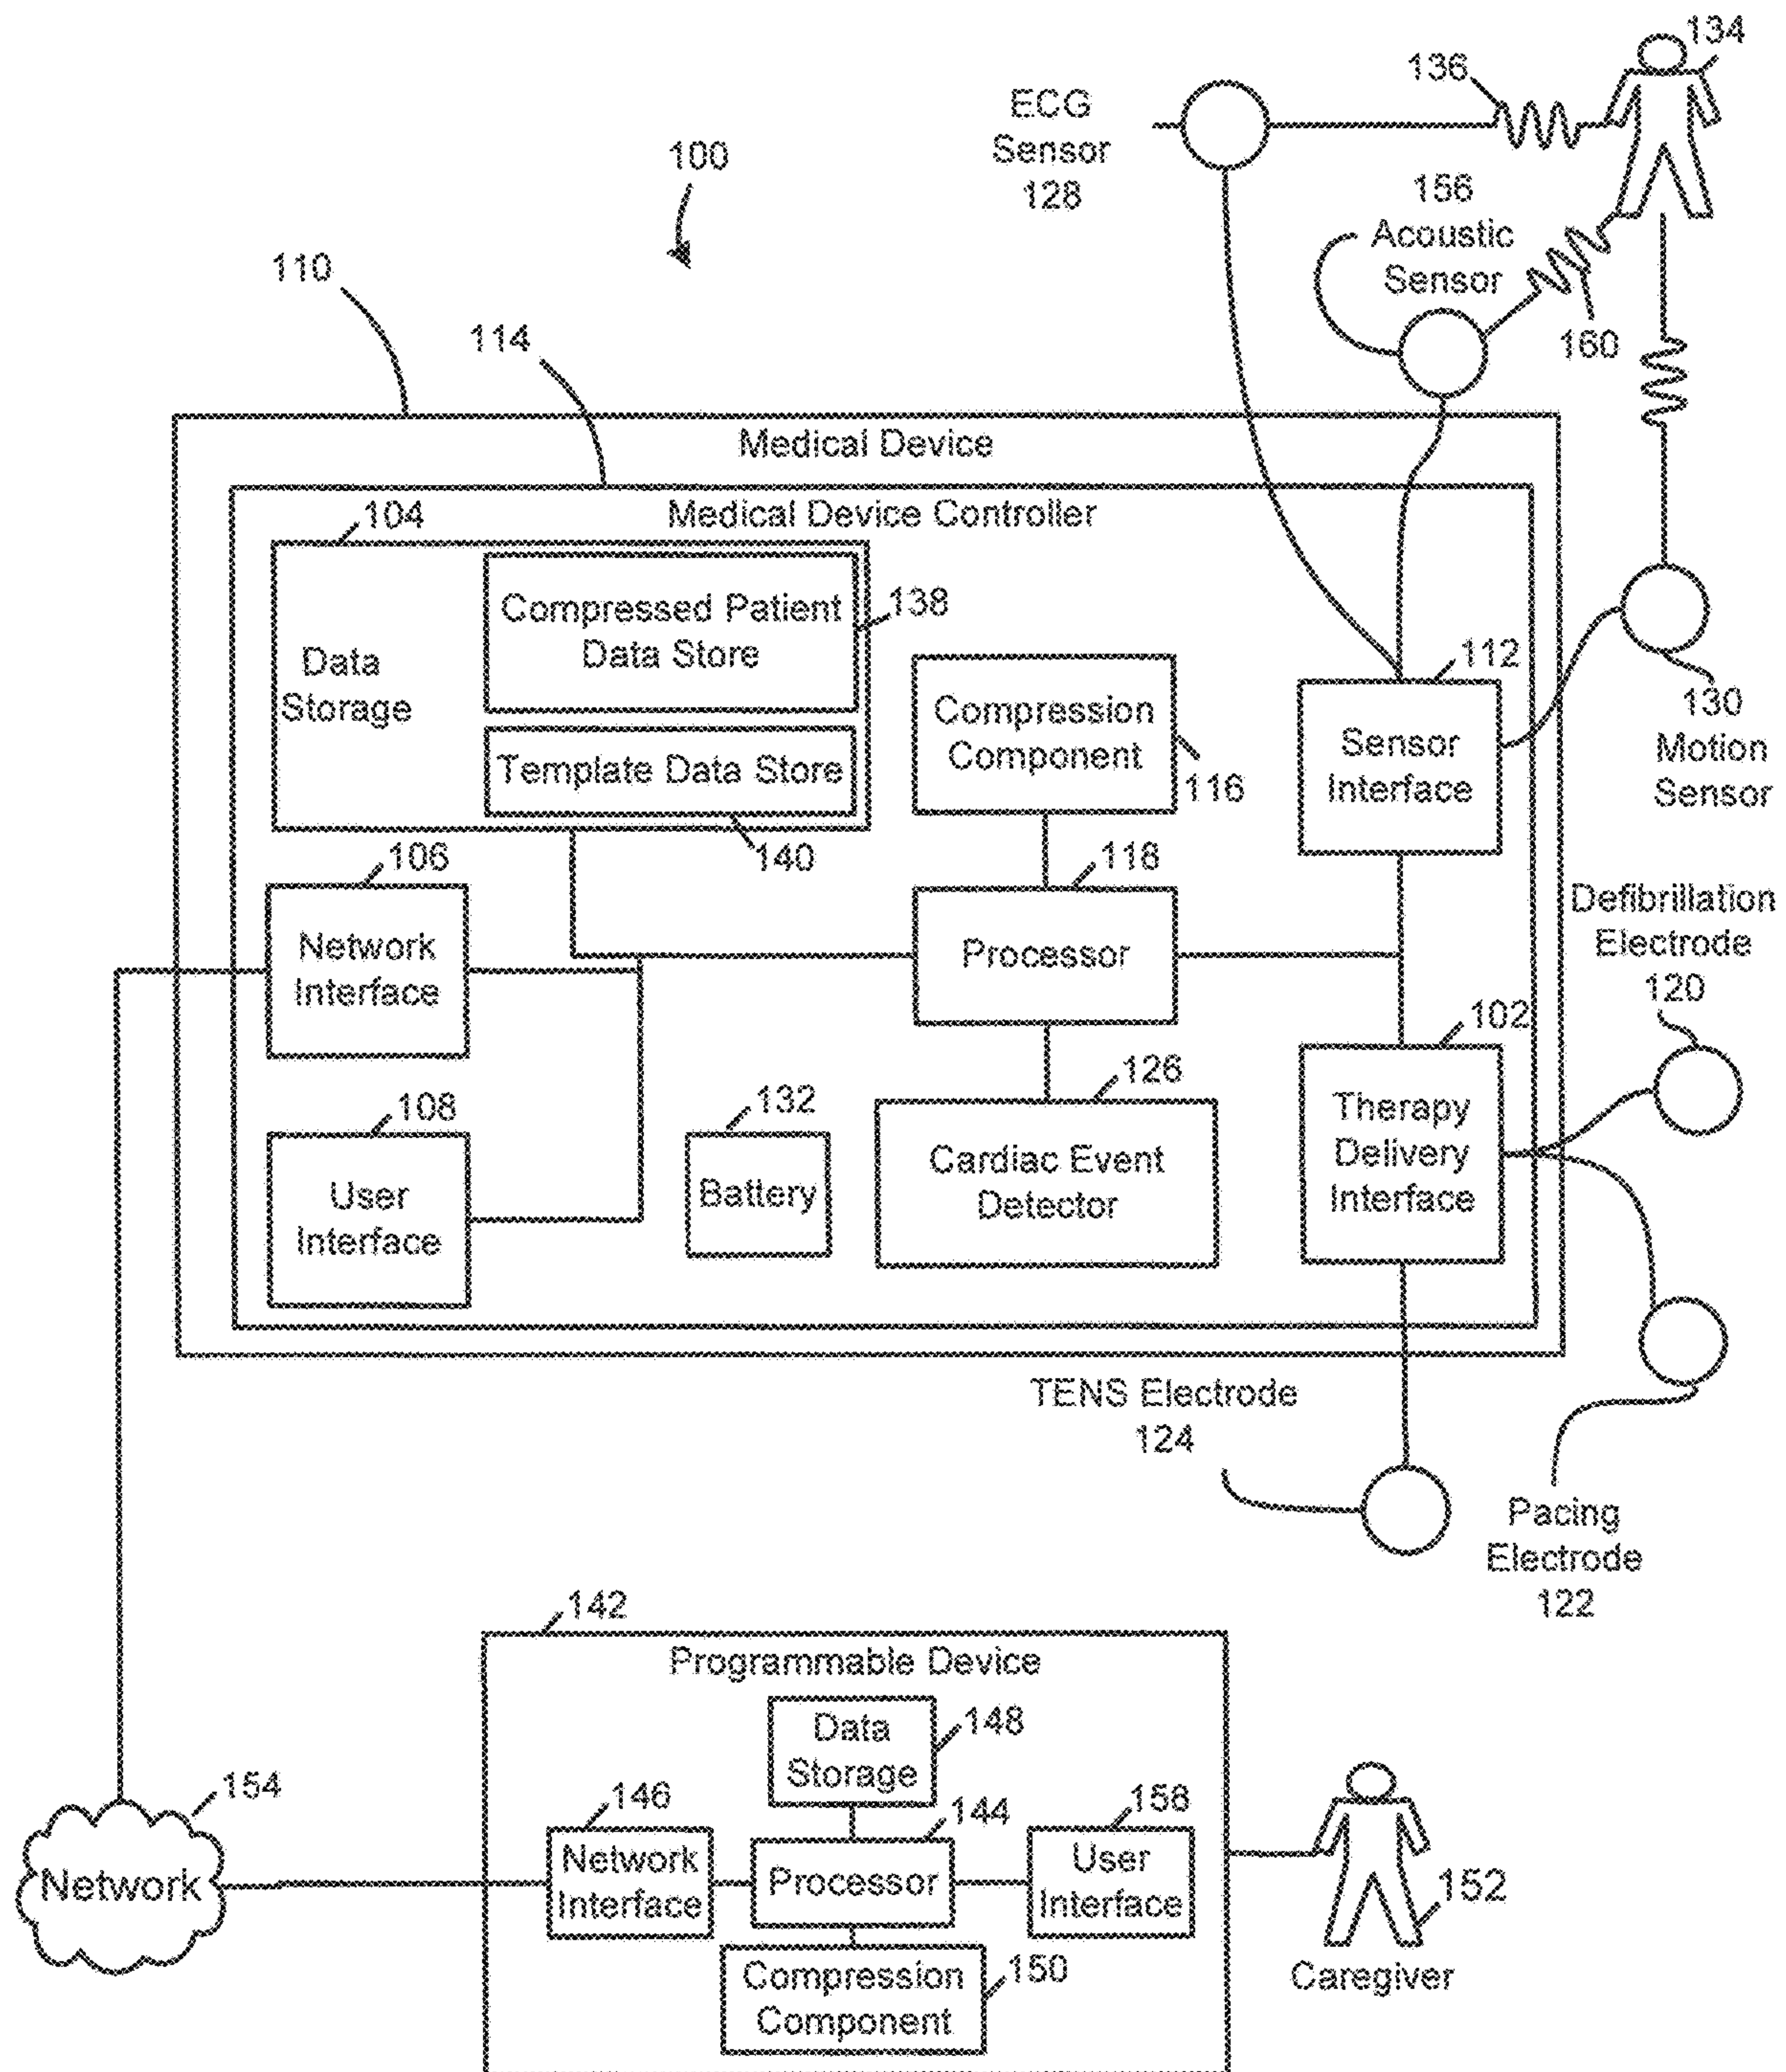 134
136
ECG
Sensor
128
100
156
Acoustic
Sensor
110
160
114
Medical Device
Medical Device Controller
104
Compressed Patient
Data Store
138
Data
Storage
112
Compression
Component
116
130
Motion
Sensor
Sensor
Interface
Template Data Store
140
106
118
Defibrillation
Electrode
120
Network
Interface
Processor
102
108
132
126
Therapy
Delivery
Interface
Cardiac Event
Detector
Battery
User
Interface
TENS Electrode
124
Pacing
Electrode
122
142
Programmable Device
Data
Storage
148
154
146
144
158
Network
Network
Interface
Processor
User
Interface
152
Compression
Component
150
Caregiver